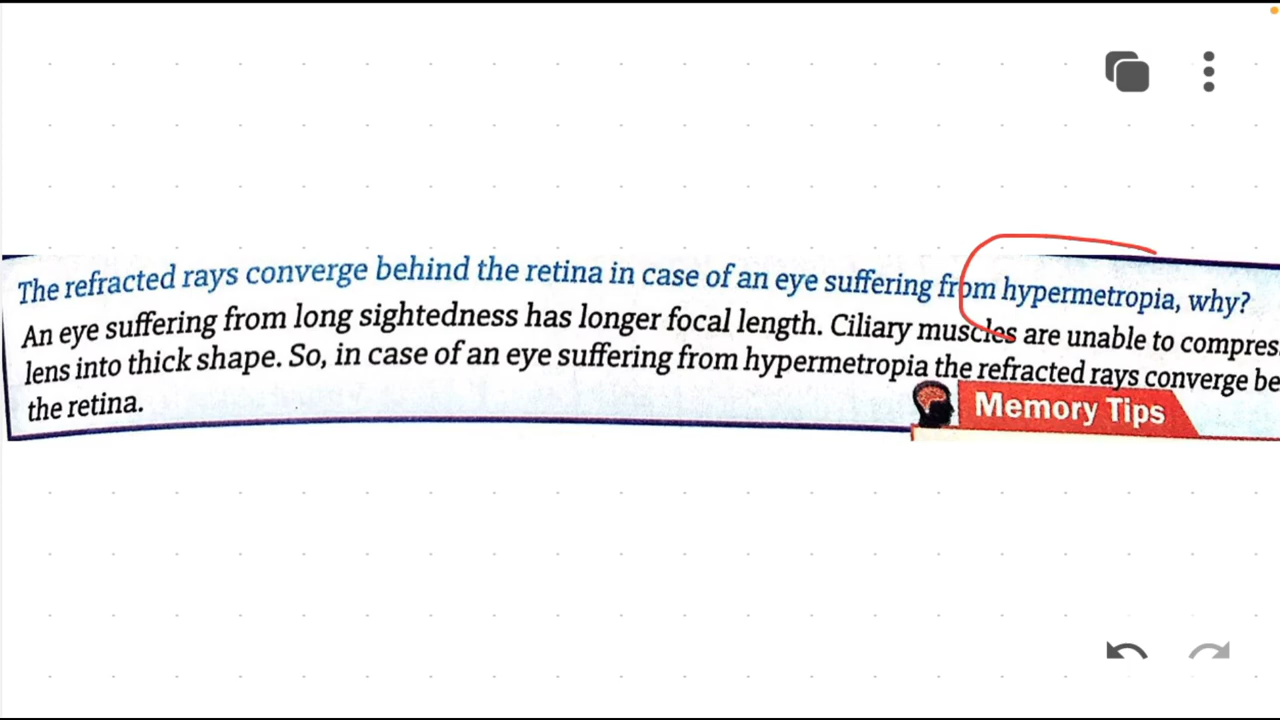 The refracted rays converge behind the retina in case of an eye suffering from hypermetropia, why?
An eye suffering from long sightedness has longer focal length. Ciliary muscles are unable to compres
lens into thick shape. So, in case of an eye suffering from hypermetropia the refracted rays converge be
the retina.
Memory Tips